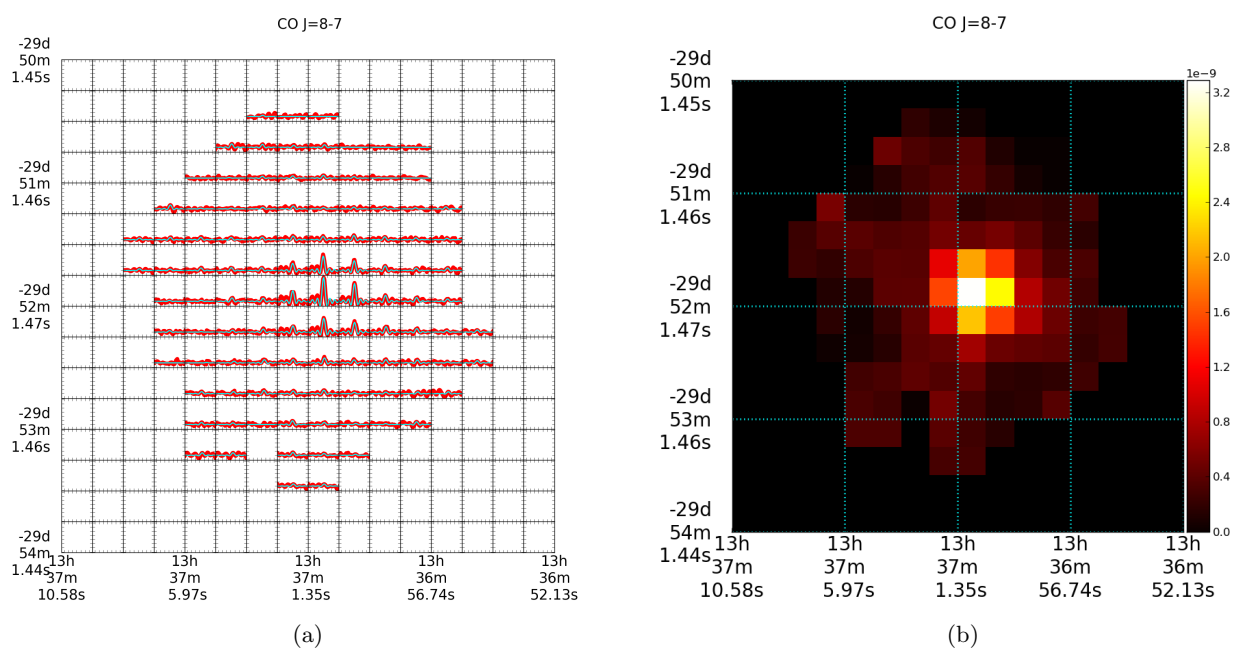 CO J=8-7
-29d
50m
1.45s
-29d
51m
1.46s
-29d
52m
1.47s
-29d
53m
1.46s
-29d
54m
1.44s
13h 13h 13h 13h 13h
37m 37m 37m 36m 36m
10.58s 5.97s 1.35s 56.74s 52.13s
(a)
CO J=8-7
1e−9
-29d
50m
1.45s
-29d
51m
1.46s
-29d
52m
1.47s
-29d
53m
1.46s
-29d
54m
1.44s
3.2
2.8
2.4
2.0
1.6
1.2
0.8
0.4
0.0
13h 13h 13h 13h 13h
37m 37m 37m 36m 36m
10.58s 5.97s 1.35s 56.74s 52.13s
(b)